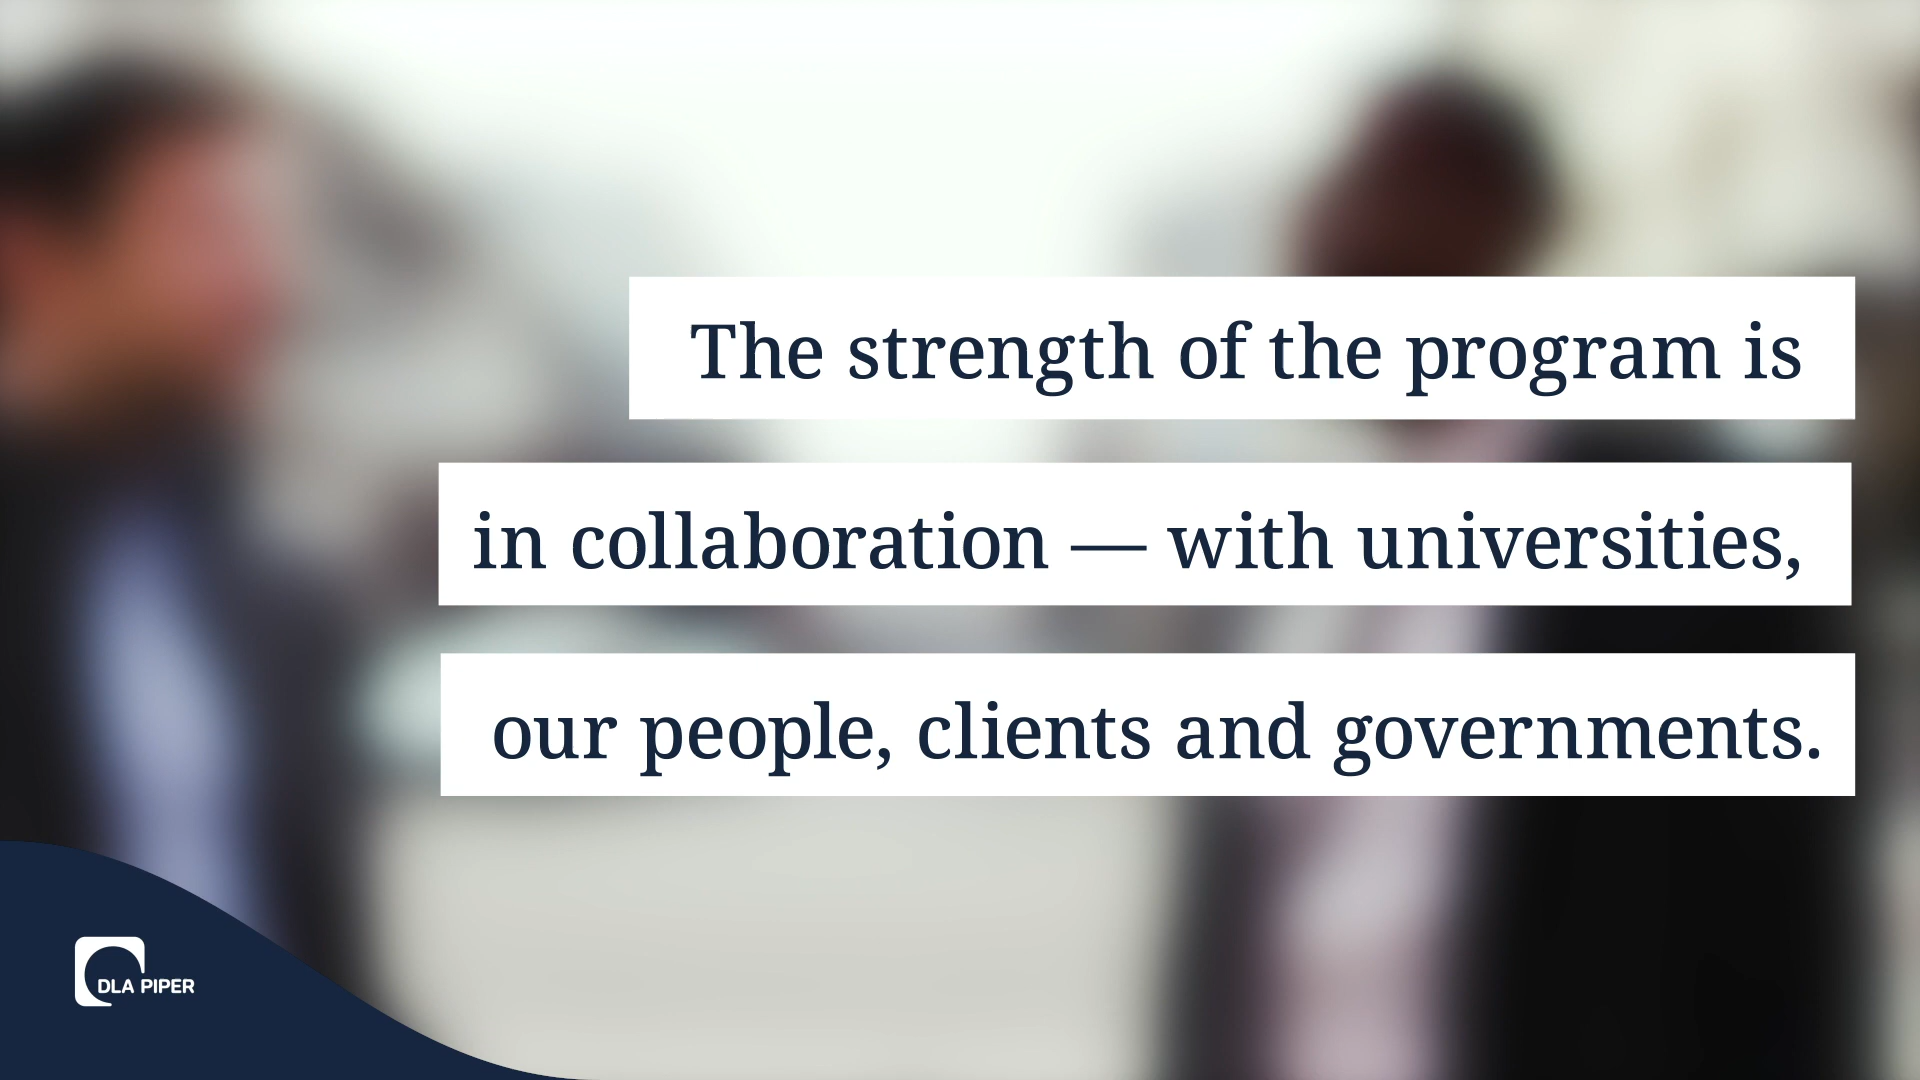 The strength of the program is
in collaboration — with universities,
our people, clients and governments.
DLA PIPER